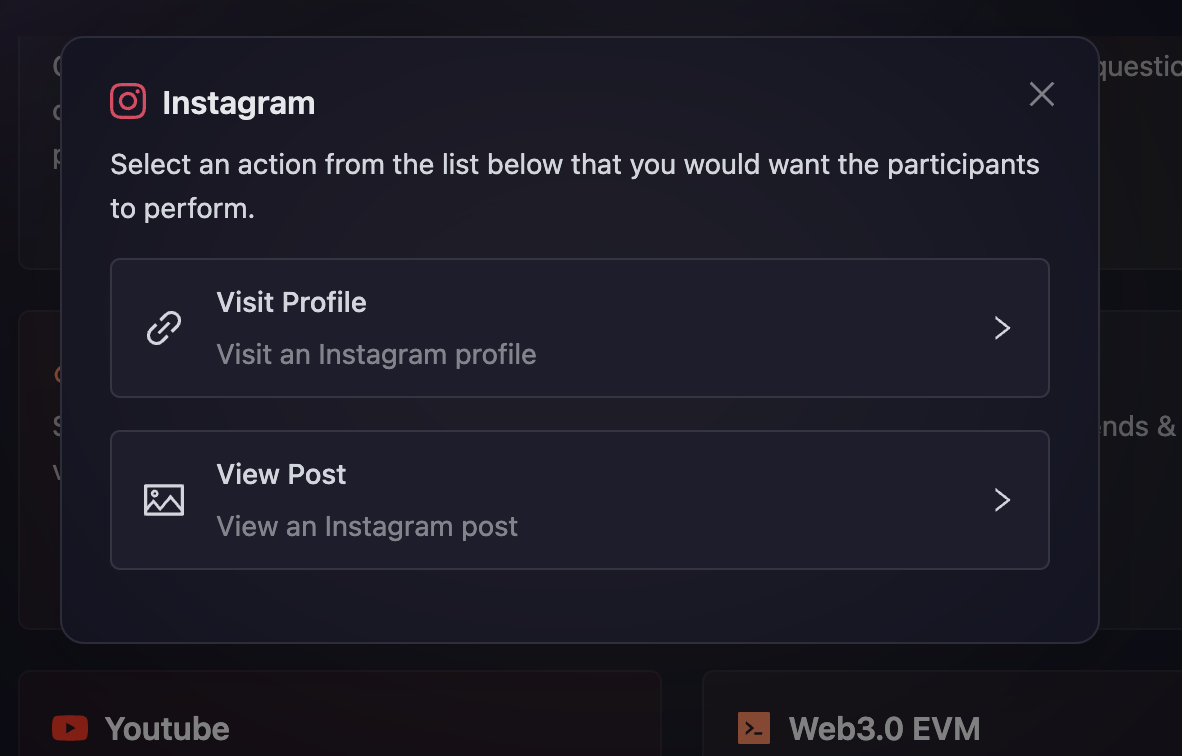 Instagram
Select an action from the list below that you would want the participants
to perform.
Visit Profile
Visit an Instagram profile
View Post
View an Instagram post
Youtube
Web3.0 EVM